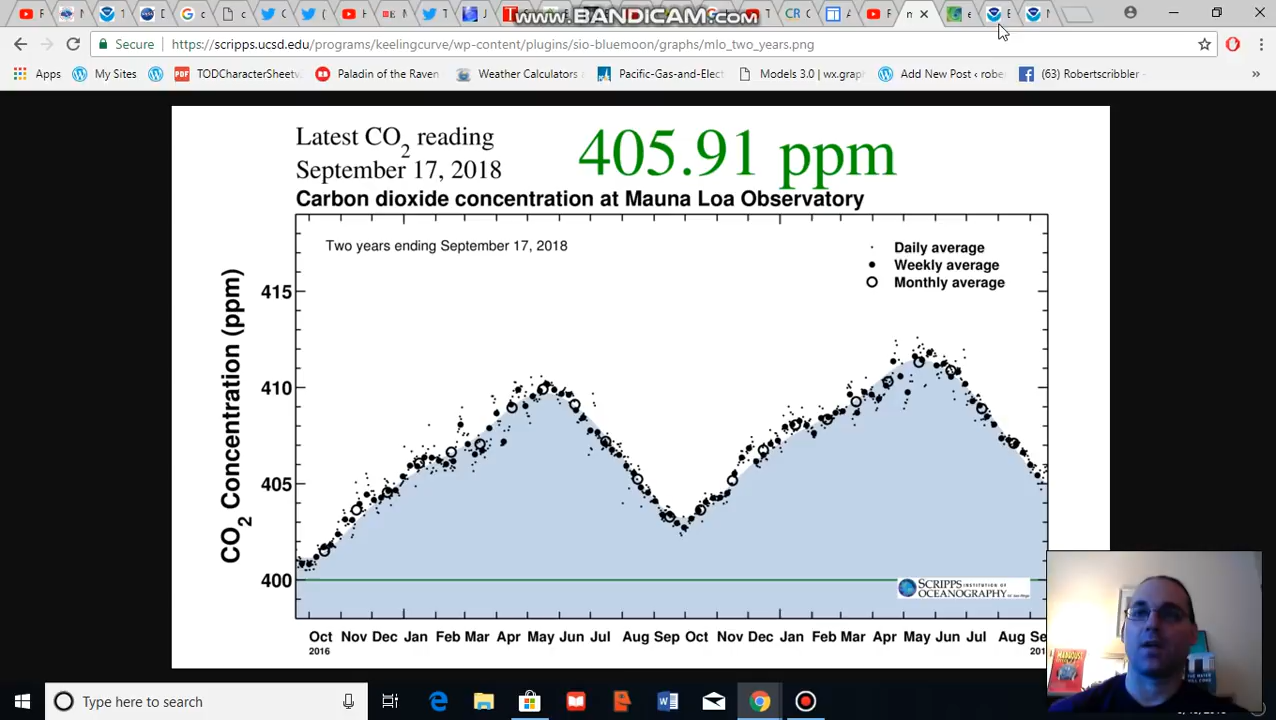 www.BANDICAM.com
Secure
https://scripps.ucsd.edu/programs/keelingcurve/wp-content/plugins/sio-bluemoon/graphs/mlo_two_years.png
Apps
My Sites
TODCharacterSheetv
Paladin of the Raven
Weather Calculators
Pacific-Gas-and-Elect
Models 3.0 | wx.grap
Add New Post ‹ rober
(63) Robertscribbler
Latest CO2 reading
September 17, 2018
405.91 ppm
Carbon dioxide concentration at Mauna Loa Observatory
Two years ending September 17, 2018
Daily average
Weekly average
Monthly average
CO2 Concentration (ppm)
415
410
405
400
SCRIPPS INSTITUTION OF
OCEANOGRAPHY
Oct Nov Dec Jan Feb Mar Apr May Jun Jul Aug Sep Oct Nov Dec Jan Feb Mar Apr May Jun Jul Aug Se
2016 201
Type here to search